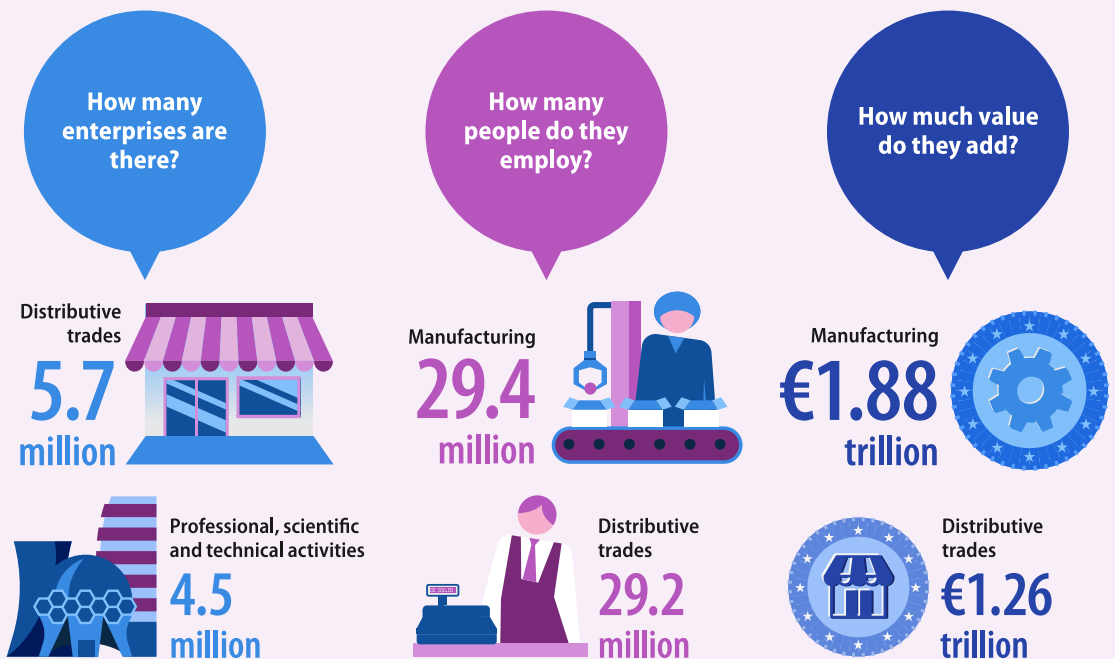 How many
enterprises are
there?
How many
people do they
employ?
How much value
do they add?
Distributive
trades
5.7
million
Manufacturing
29.4
million
Manufacturing
€1.88
trillion
Professional, scientific
and technical activities
4.5
million
Distributive
trades
29.2
million
Distributive
trades
€1.26
trillion